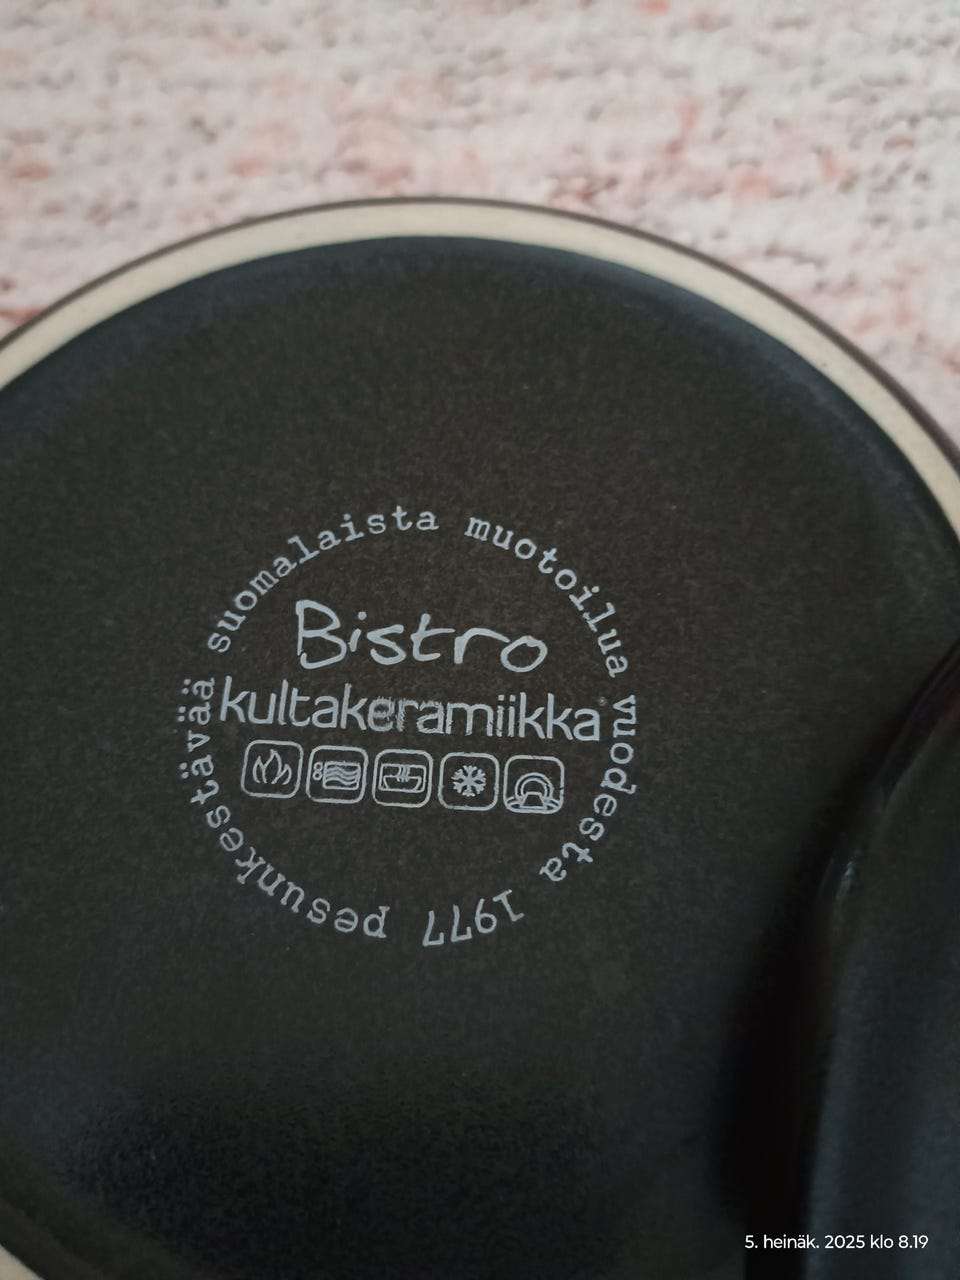 suomalaista muotoilua vuodesta 1977 pesunkestävää
Bistro
kultakeramiikka®
5. heinäk. 2025 klo 8.19